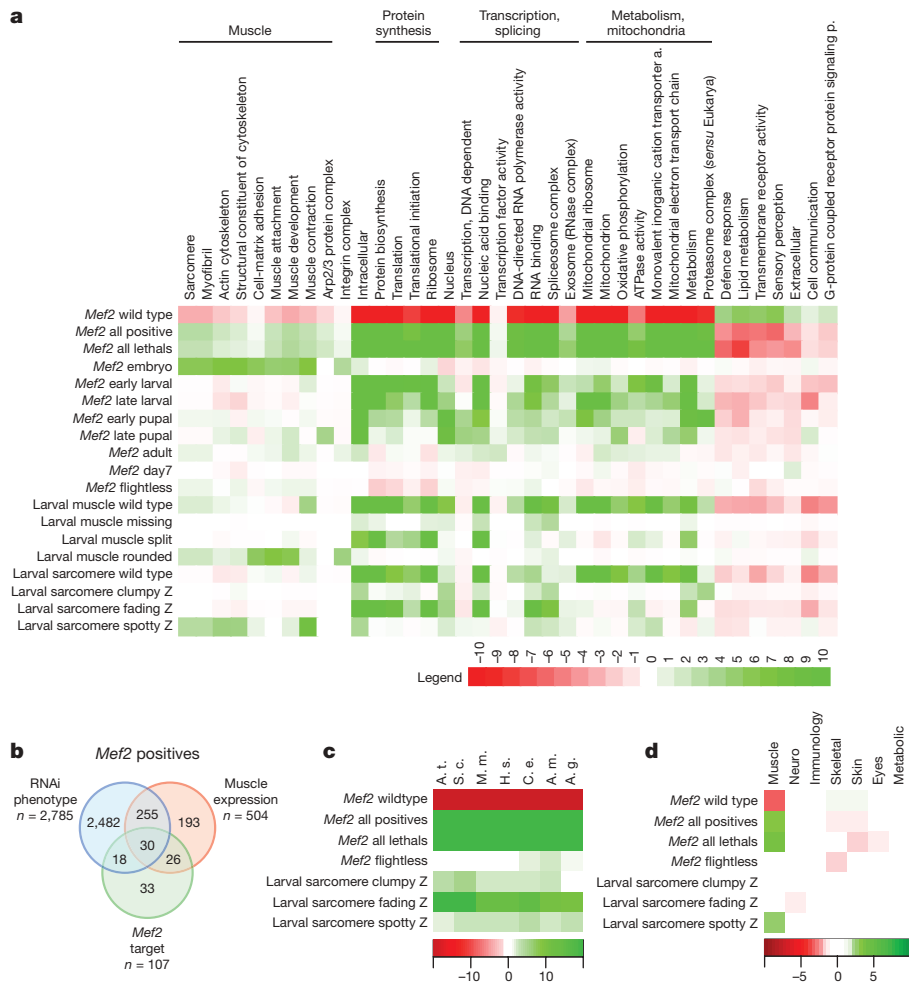 a
Muscle
Protein synthesis
Transcription, splicing
Metabolism, mitochondria
Sarcomere
Myofibril
Actin cytoskeleton
Structural constituent of cytoskeleton
Cell-matrix adhesion
Muscle attachment
Muscle development
Muscle contraction
Arp2/3 protein complex
Integrin complex
Intracellular
Protein biosynthesis
Translation
Translational initiation
Ribosome
Nucleus
Transcription, DNA dependent
Nucleic acid binding
Transcription factor activity
DNA-directed RNA polymerase activity
RNA binding
Spliceosome complex
Exosome (RNase complex)
Mitochondrial ribosome
Mitochondrion
Oxidative phosphorylation
ATPase activity
Monovalent inorganic cation transporter a.
Mitochondrial electron transport chain
Metabolism
Proteasome complex (sensu Eukarya)
Defence response
Lipid metabolism
Transmembrane receptor activity
Sensory perception
Extracellular
Cell communication
G-protein coupled receptor protein signaling p.
Mef2 wild type
Mef2 all positive
Mef2 all lethals
Mef2 embryo
Mef2 early larval
Mef2 late larval
Mef2 early pupal
Mef2 late pupal
Mef2 adult
Mef2 day7
Mef2 flightless
Larval muscle wild type
Larval muscle missing
Larval muscle split
Larval muscle rounded
Larval sarcomere wild type
Larval sarcomere clumpy Z
Larval sarcomere fading Z
Larval sarcomere spotty Z
Legend
−10 −9 −8 −7 −6 −5 −4 −3 −2 −1 0 1 2 3 4 5 6 7 8 9 10
b
Mef2 positives
RNAi phenotype
n = 2,785
Muscle expression
n = 504
2,482
255
193
30
18
26
33
Mef2 target
n = 107
c
A. t.
S. c.
M. m.
H. s.
C. e.
A. m.
A. g.
Mef2 wildtype
Mef2 all positives
Mef2 all lethals
Mef2 flightless
Larval sarcomere clumpy Z
Larval sarcomere fading Z
Larval sarcomere spotty Z
−10 0 10
d
Muscle
Neuro
Immunology
Skeletal
Skin
Eyes
Metabolic
Mef2 wild type
Mef2 all positives
Mef2 all lethals
Mef2 flightless
Larval sarcomere clumpy Z
Larval sarcomere fading Z
Larval sarcomere spotty Z
−5 0 5